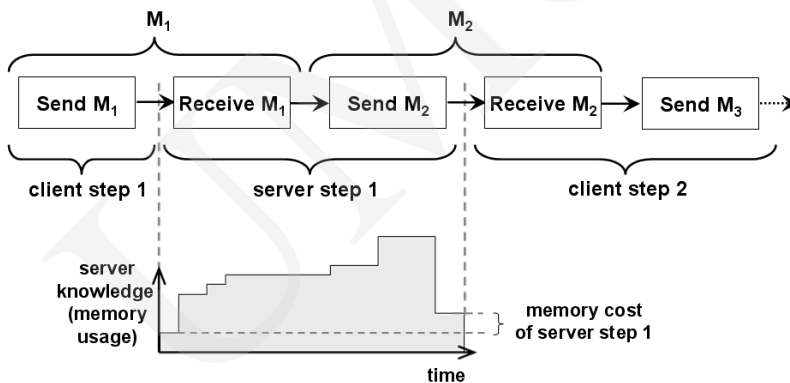 M1
M2
Send M1
Receive M1
Send M2
Receive M2
Send M3
client step 1
server step 1
client step 2
server
knowledge
(memory
usage)
memory cost
of server step 1
time